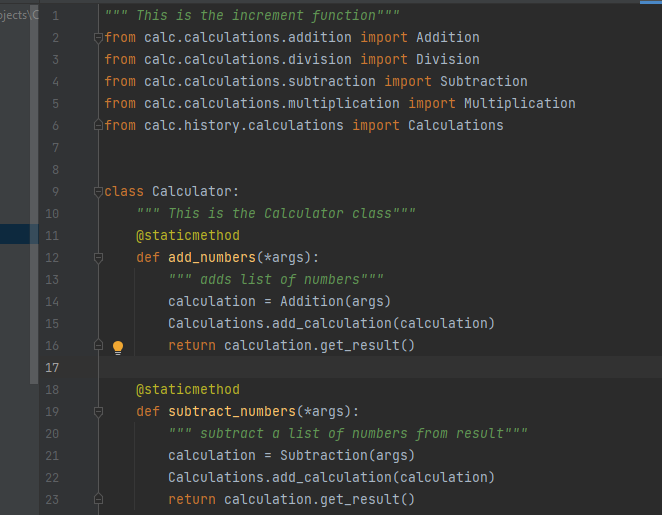 ojects\C
1 """ This is the increment function"""
2 from calc.calculations.addition import Addition
3 from calc.calculations.division import Division
4 from calc.calculations.subtraction import Subtraction
5 from calc.calculations.multiplication import Multiplication
6 from calc.history.calculations import Calculations
7
8
9 class Calculator:
10     """ This is the Calculator class"""
11     @staticmethod
12     def add_numbers(*args):
13         """ adds list of numbers"""
14         calculation = Addition(args)
15         Calculations.add_calculation(calculation)
16         return calculation.get_result()
17
18     @staticmethod
19     def subtract_numbers(*args):
20         """ subtract a list of numbers from result"""
21         calculation = Subtraction(args)
22         Calculations.add_calculation(calculation)
23         return calculation.get_result()